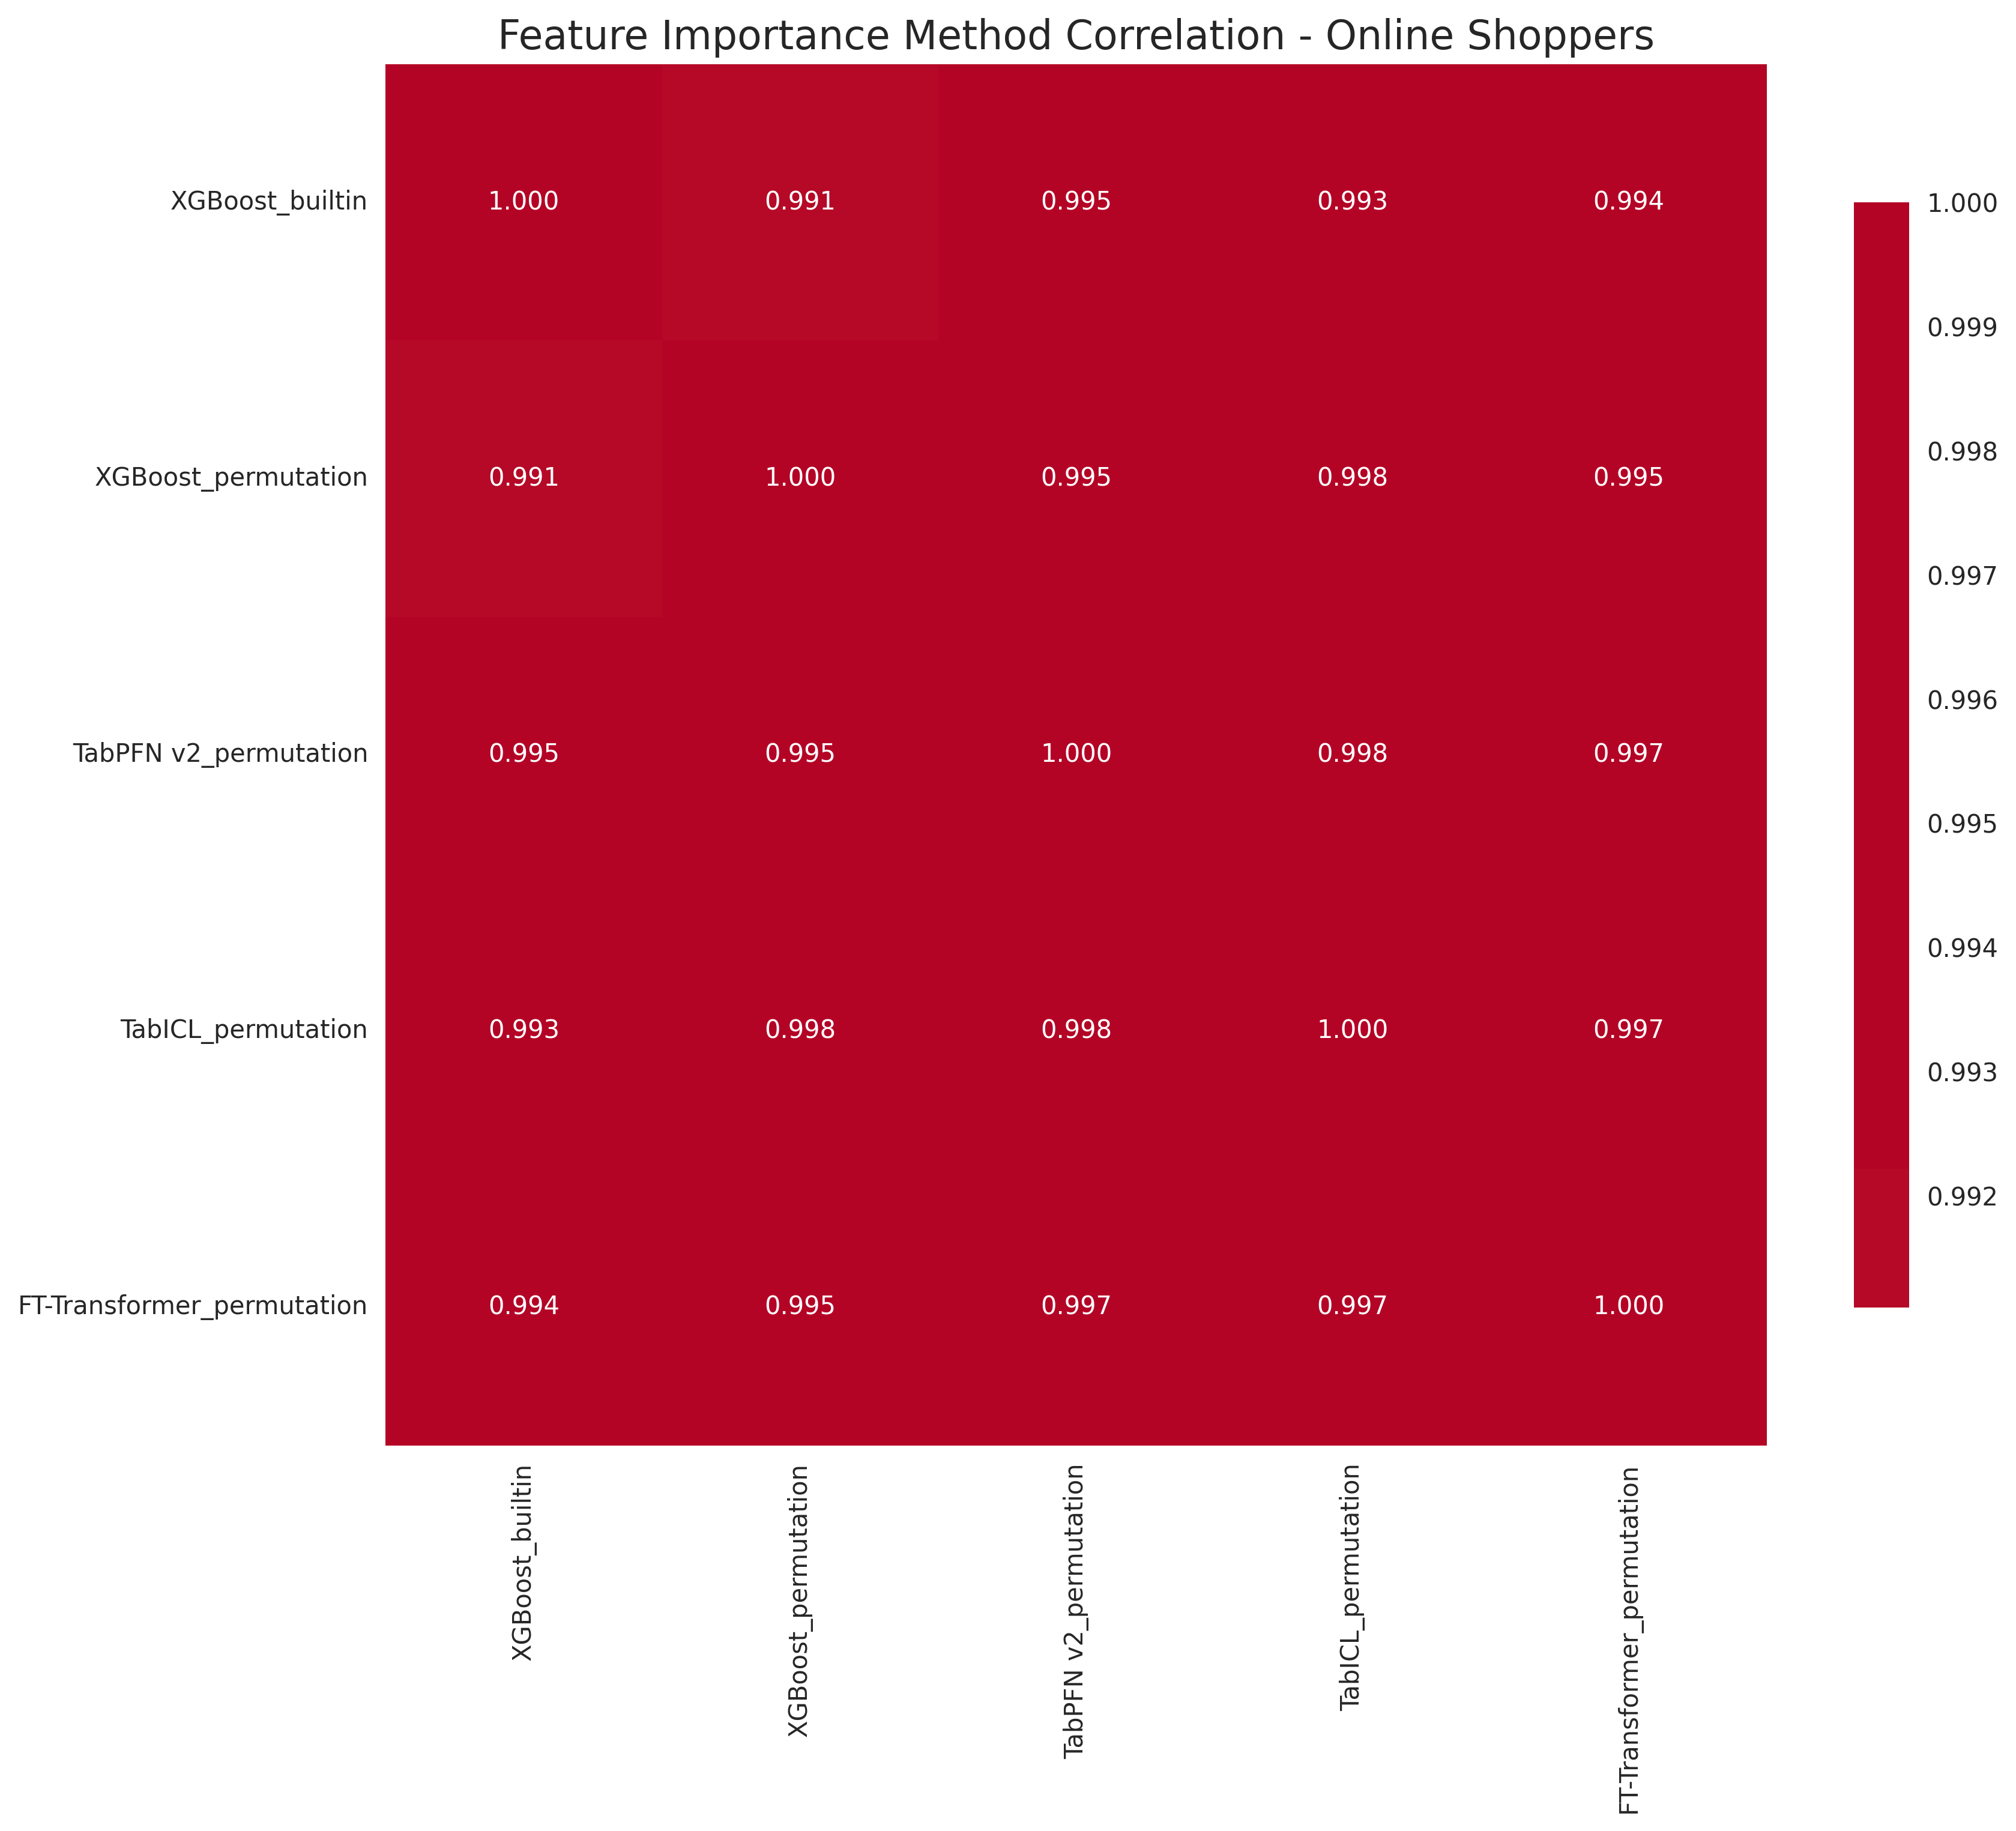 Feature Importance Method Correlation - Online Shoppers
XGBoost_builtin 1.000 0.991 0.995 0.993 0.994
XGBoost_permutation 0.991 1.000 0.995 0.998 0.995
TabPFN v2_permutation 0.995 0.995 1.000 0.998 0.997
TabICL_permutation 0.993 0.998 0.998 1.000 0.997
FT-Transformer_permutation 0.994 0.995 0.997 0.997 1.000
XGBoost_builtin
XGBoost_permutation
TabPFN v2_permutation
TabICL_permutation
FT-Transformer_permutation
1.000
0.999
0.998
0.997
0.996
0.995
0.994
0.993
0.992